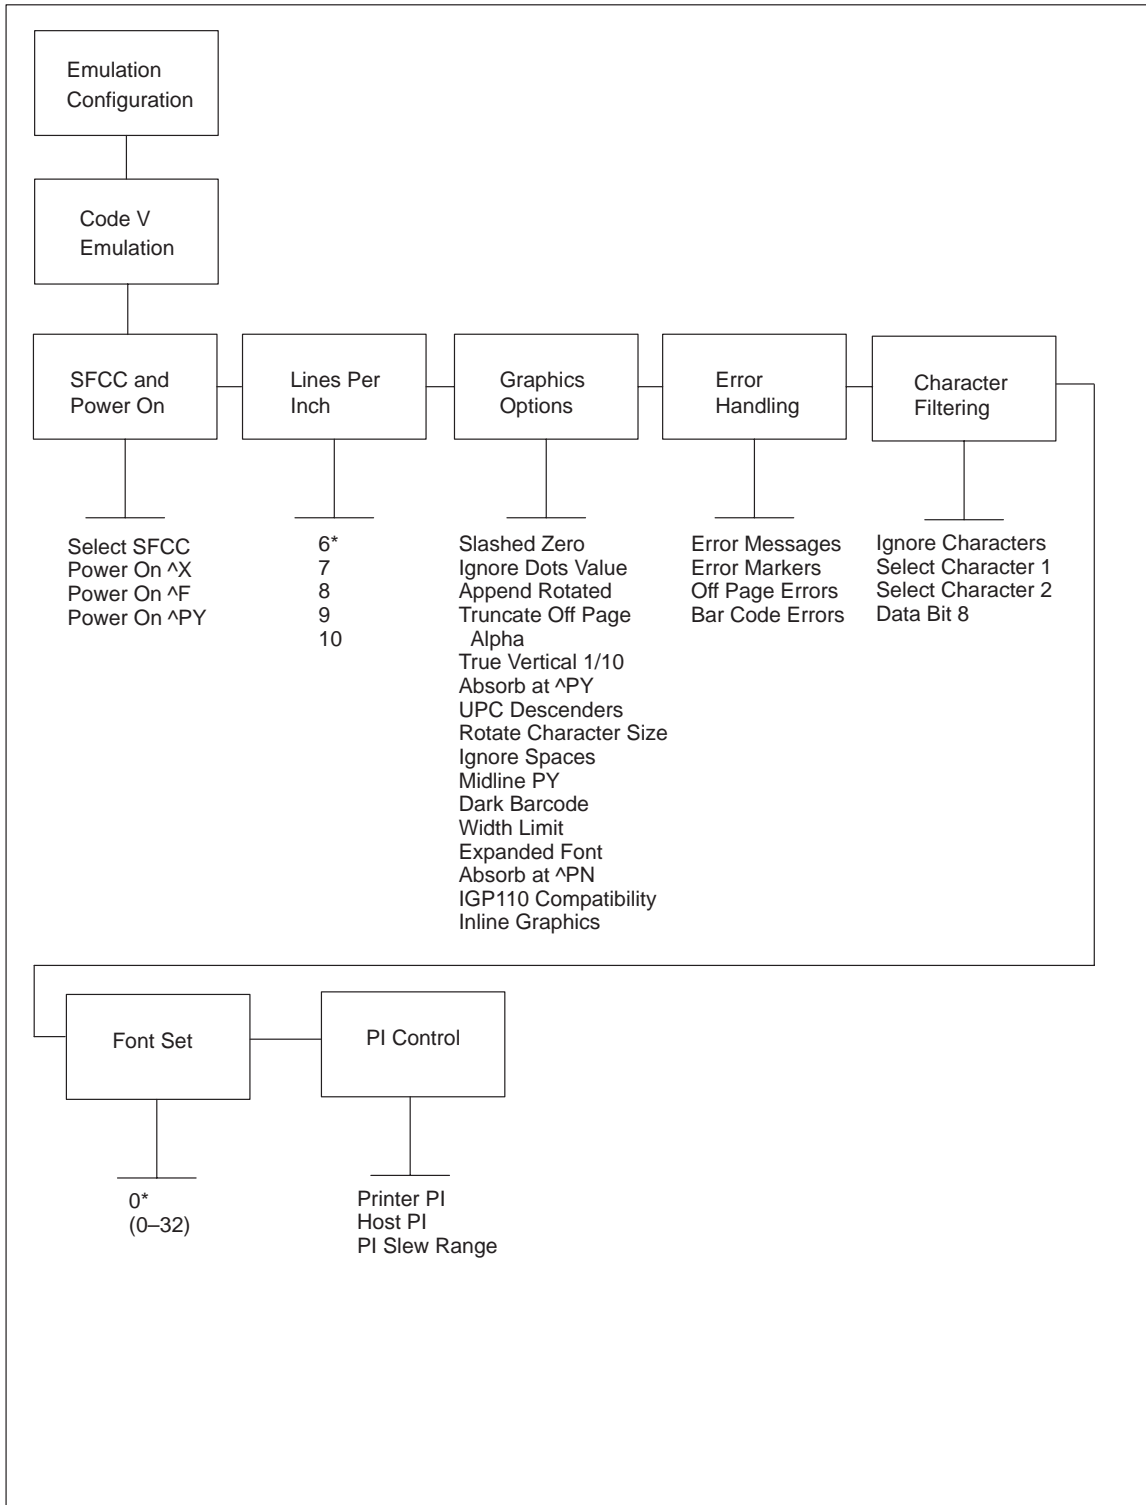 Emulation
Configuration
Code V
Emulation
SFCC and
Power On
Lines Per
Inch
Graphics
Options
Error
Handling
Character
Filtering
Select SFCC
Power On ^X
Power On ^F
Power On ^PY
6*
7
8
9
10
Slashed Zero
Ignore Dots Value
Append Rotated
Truncate Off Page
Alpha
True Vertical 1/10
Absorb at ^PY
UPC Descenders
Rotate Character Size
Ignore Spaces
Midline PY
Dark Barcode
Width Limit
Expanded Font
Absorb at ^PN
IGP110 Compatibility
Inline Graphics
Error Messages
Error Markers
Off Page Errors
Bar Code Errors
Ignore Characters
Select Character 1
Select Character 2
Data Bit 8
Font Set
PI Control
0*
(0–32)
Printer PI
Host PI
PI Slew Range